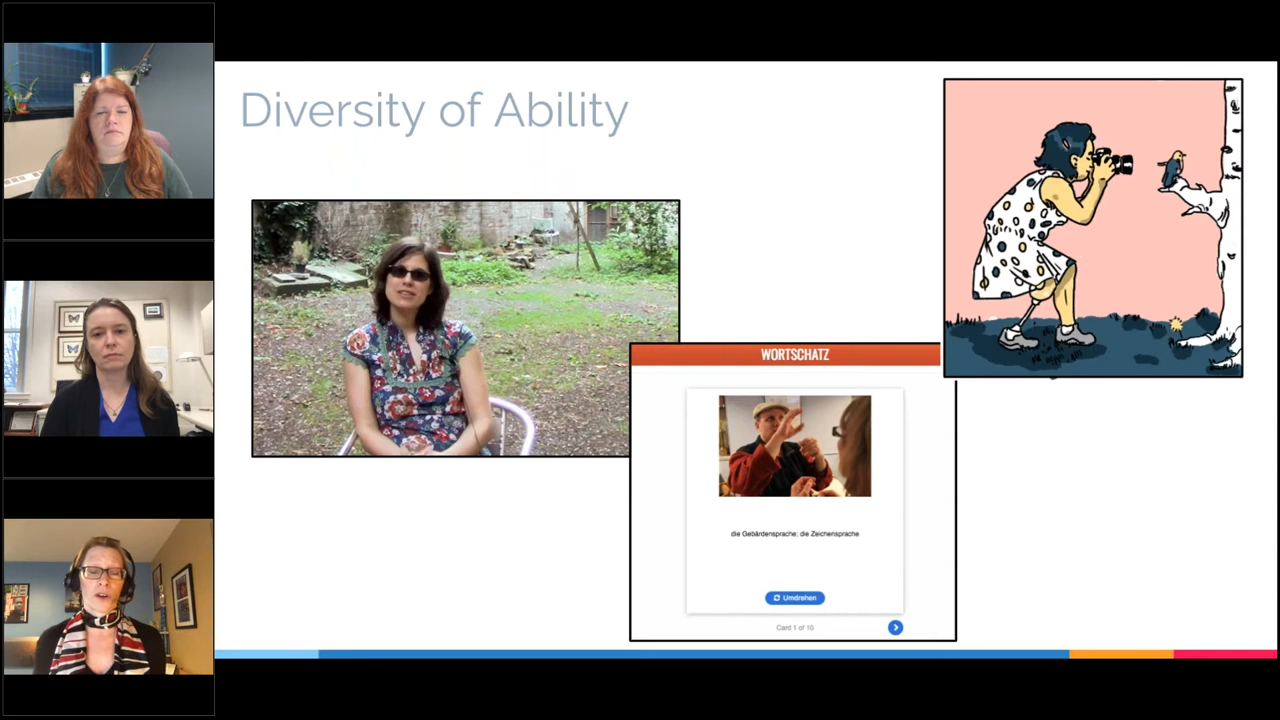 Diversity of Ability
WORTSCHATZ
die Gebärdensprache; die Zeichensprache
Umdrehen
Card 1 of 10